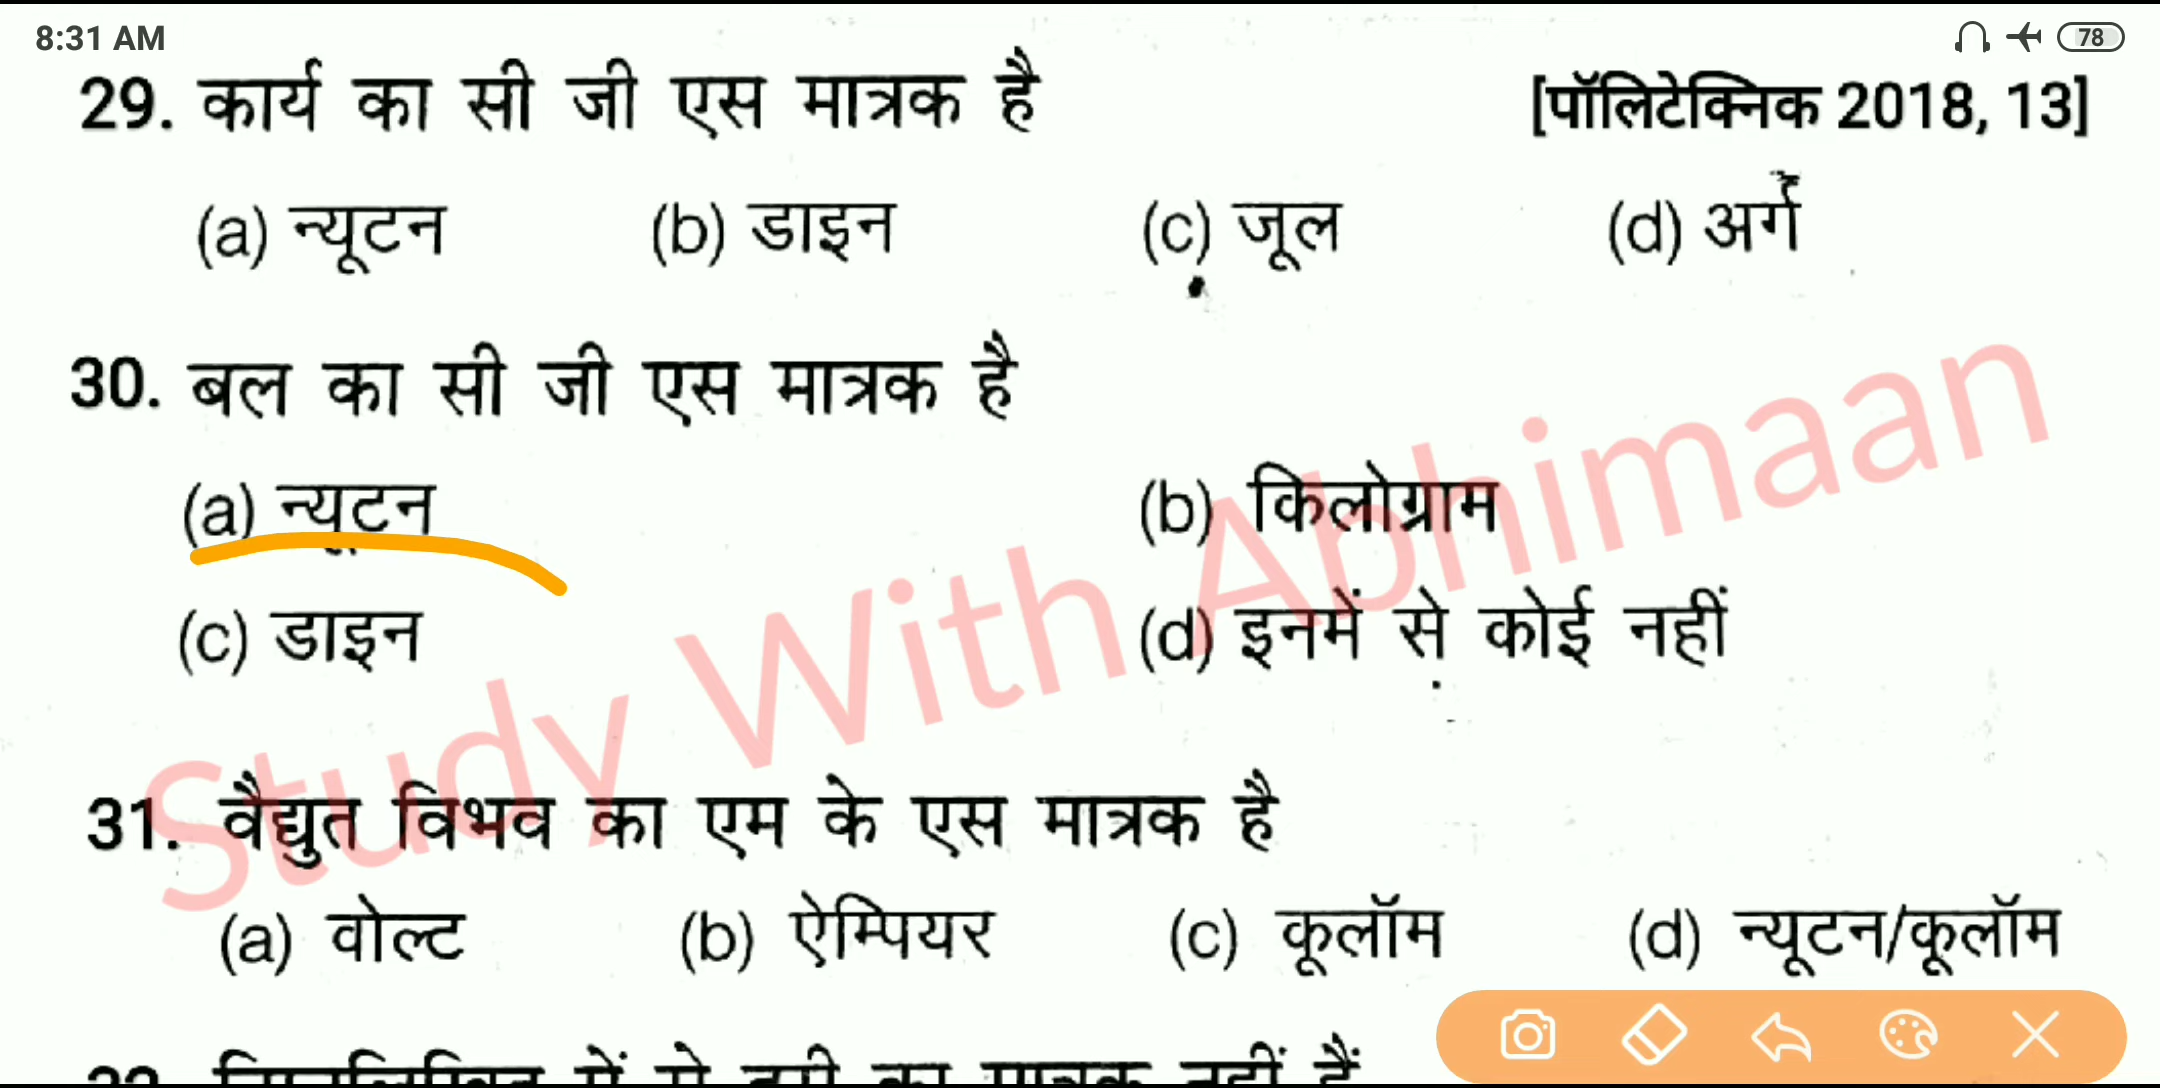 8:31 AM 78
29. कार्य का सी जी एस मात्रक है [पॉलिटेक्निक 2018, 13]
(a) न्यूटन (b) डाइन (c) जूल (d) अर्ग
30. बल का सी जी एस मात्रक है
(a) न्यूटन (b) किलोग्राम
(c) डाइन (d) इनमें से कोई नहीं
Study With Abhimaan
31. वैद्युत विभव का एम के एस मात्रक है
(a) वोल्ट (b) ऐम्पियर (c) कूलॉम (d) न्यूटन/कूलॉम